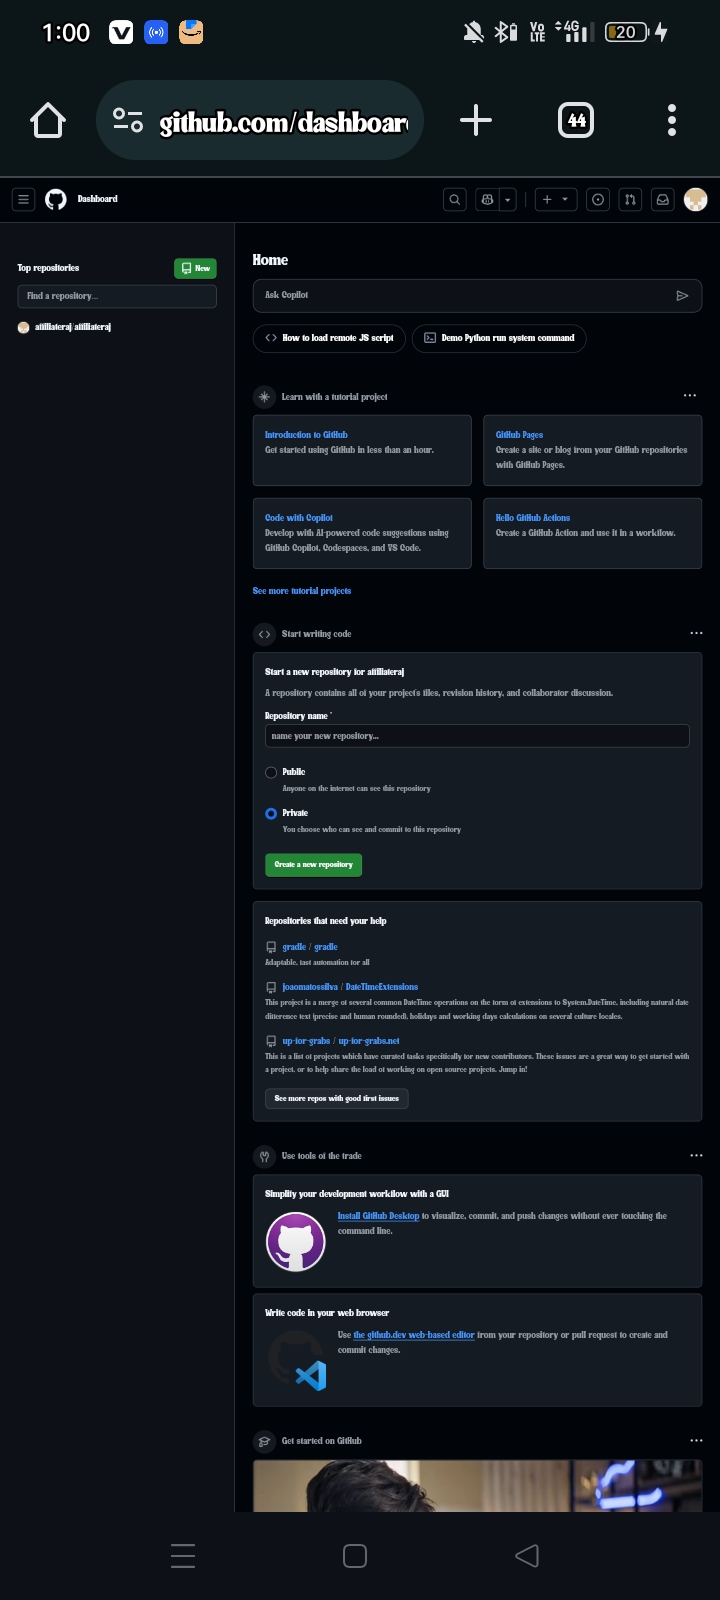 1:00
Vo
LTE
4G
20
github.com/dashboar
44
Dashboard
Top repositories
New
Find a repository...
Home
Ask Copilot
How to load remote JS script
Demo Python run system command
Learn with a tutorial project
Introduction to GitHub
Get started using GitHub in less than an hour.
GitHub Pages
Create a site or blog from your GitHub repositories
with GitHub Pages.
Code with Copilot
Develop with AI-powered code suggestions using
GitHub Copilot, Codespaces, and VS Code.
Hello GitHub Actions
Create a GitHub Action and use it in a workflow.
See more tutorial projects
Start writing code
Start a new repository for
A repository contains all of your project's files, revision history, and collaborator discussion.
Repository name *
name your new repository...
Public
Anyone on the internet can see this repository
Private
You choose who can see and commit to this repository
Create a new repository
Repositories that need your help
gradle / gradle
Adaptable, fast automation for all
joaomatossilva / DateTimeExtensions
This project is a merge of several common DateTime operations on the form of extensions to System.DateTime, including natural date
difference text (precise and human rounded), holidays and working days calculations on several culture locales.
up-for-grabs / up-for-grabs.net
This is a list of projects which have curated tasks specifically for new contributors. These issues are a great way to get started with
a project, or to help share the load of working on open source projects. Jump in!
See more repos with good first issues
Use tools of the trade
Simplify your development workflow with a GUI
Install GitHub Desktop to visualize, commit, and push changes without ever touching the
command line.
Write code in your web browser
Use the github.dev web-based editor from your repository or pull request to create and
commit changes.
Get started on GitHub